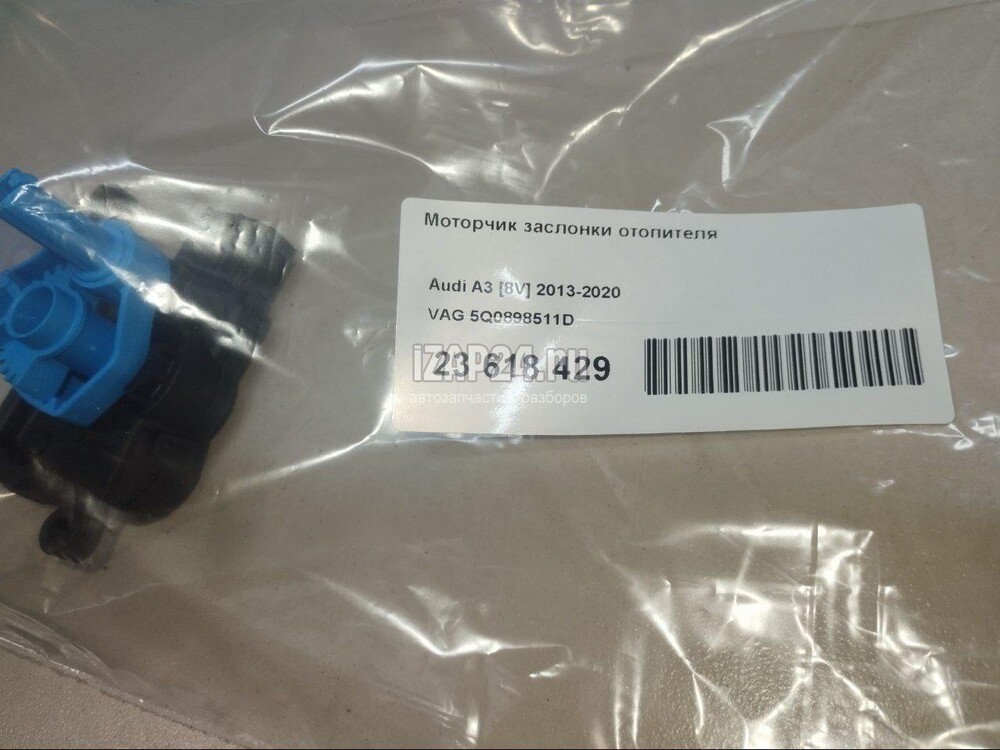 Моторчик заслонки отопителя
Audi A3 [8V] 2013-2020
VAG 5Q0898511D
23 618 429
iZAP24.ru
автозапчасти с разборов